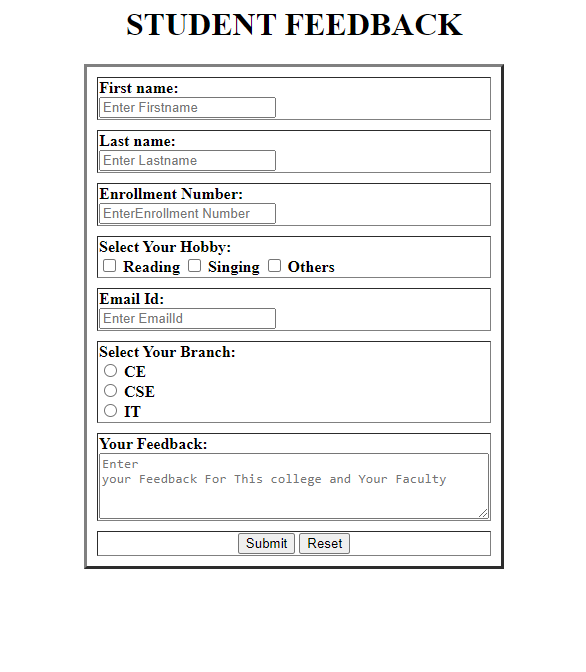 STUDENT FEEDBACK
First name:
Enter Firstname
Last name:
Enter Lastname
Enrollment Number:
EnterEnrollment Number
Select Your Hobby:
Reading Singing Others
Email Id:
Enter EmailId
Select Your Branch:
CE
CSE
IT
Your Feedback:
Enter
your Feedback For This college and Your Faculty
Submit Reset